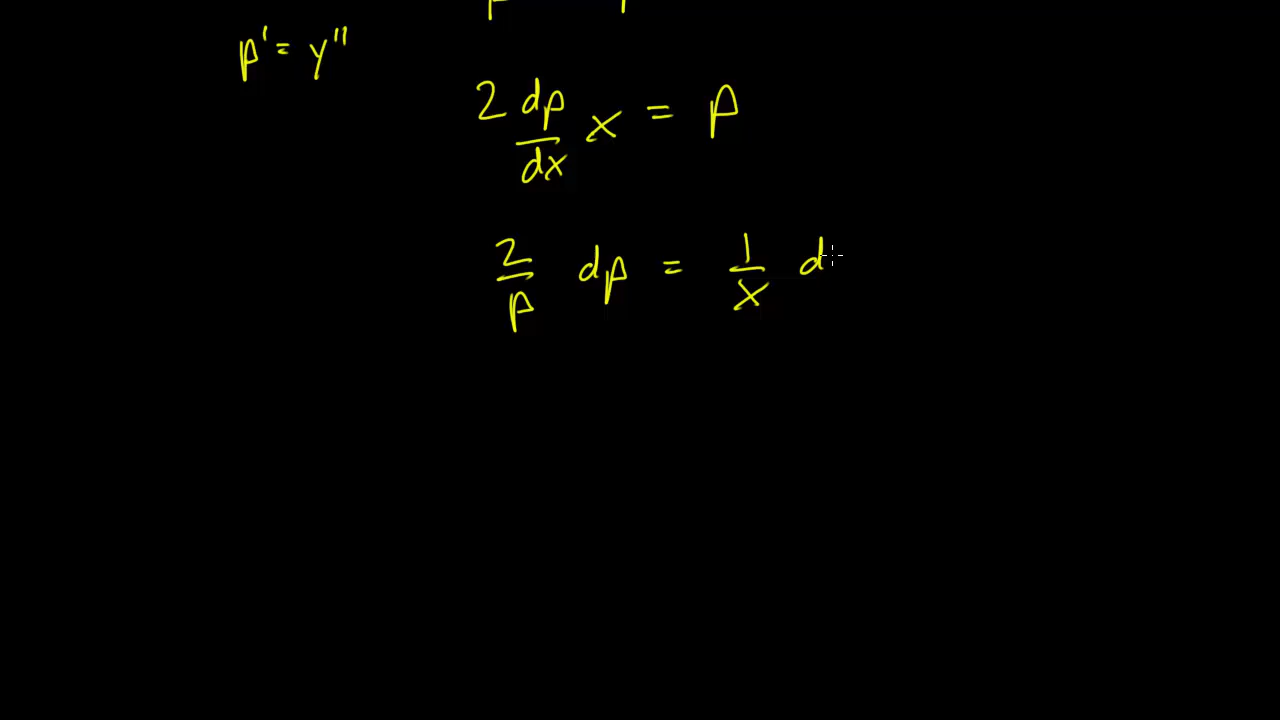 p' = y''
2 dp/dx x = p
2/p dp = 1/x d